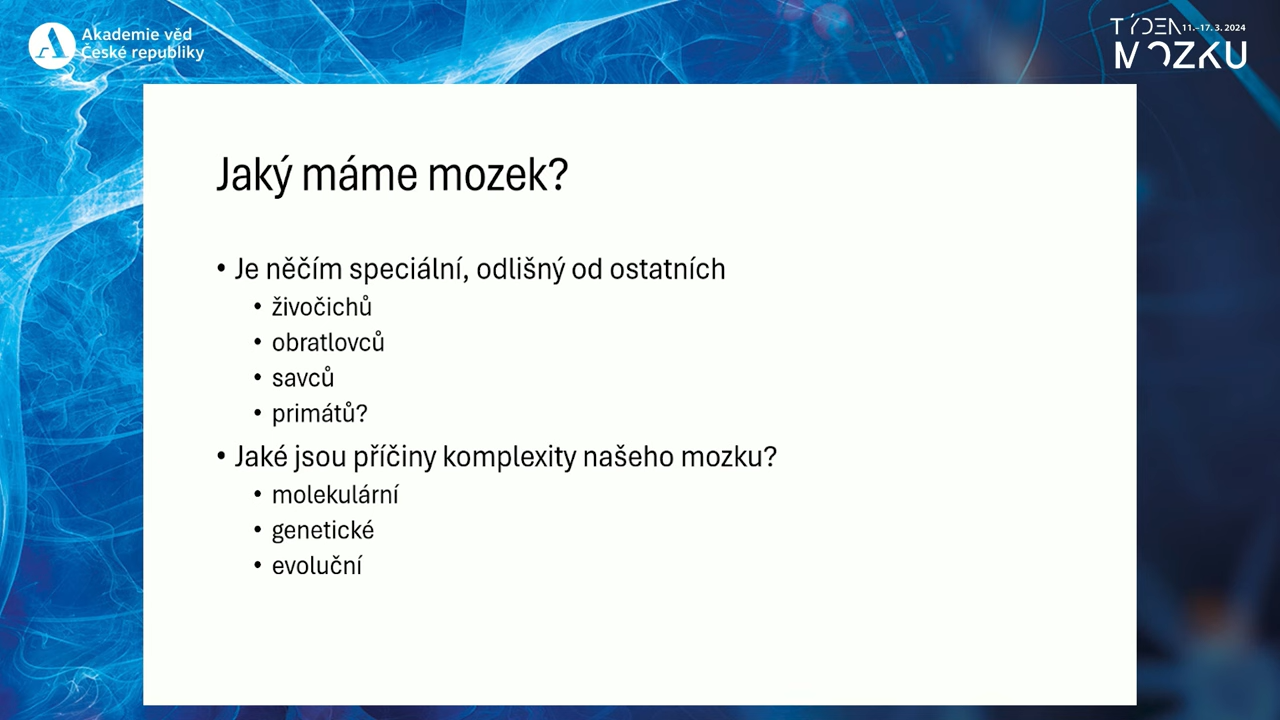 Akademie věd
České republiky
TÝDEN 11.–17. 3. 2024
MOZKU
Jaký máme mozek?
• Je něčím speciální, odlišný od ostatních
• živočichů
• obratlovců
• savců
• primátů?
• Jaké jsou příčiny komplexity našeho mozku?
• molekulární
• genetické
• evoluční